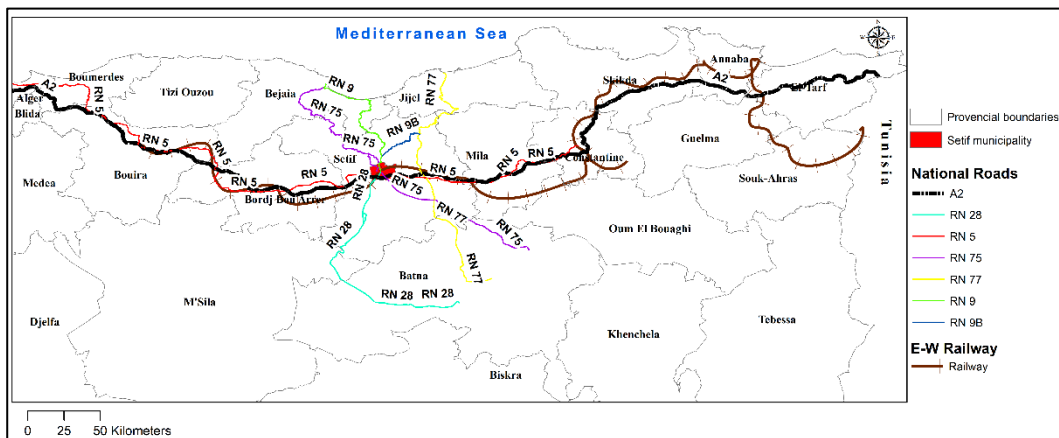 Mediterranean Sea
Annaba
A2
Boumerdes
RN 77
Skikda
A2
Alger
Tizi Ouzou
RN 9
Bejaia
Jijel
El Tarf
Blida
RN 5
RN 75
RN 9B
Guelma
Tunisia
RN 5
RN 75
Mila
RN 5
RN 5
Setif
RN 5
Constantine
Medea
Bouira
RN 5
RN 28
RN 75
Souk-Ahras
Bordj Bou Arrer
RN 77
Oum El Bouaghi
RN 28
RN 75
Batna
RN 77
M'Sila
RN 28 RN 28
Djelfa
Khenchela
Tebessa
Biskra
Provencial boundaries
Setif municipality
National Roads
A2
RN 28
RN 5
RN 75
RN 77
RN 9
RN 9B
E-W Railway
Railway
0 25 50 Kilometers
N
W E
S